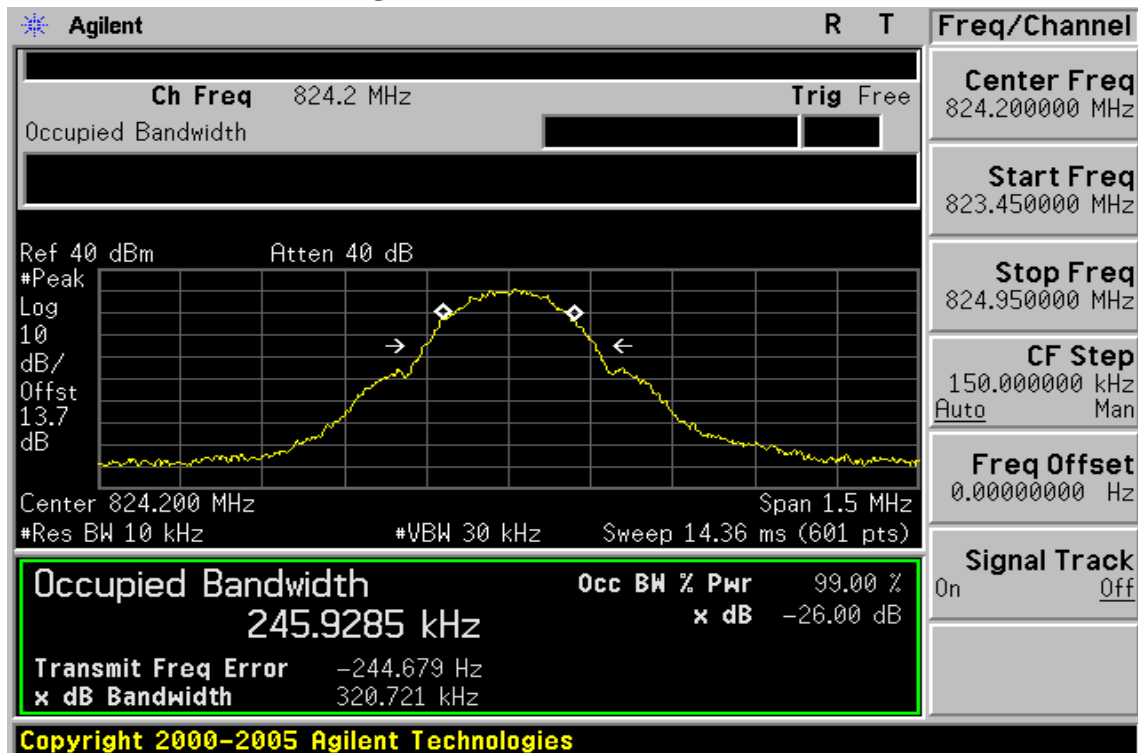 Agilent R T Freq/Channel
Ch Freq 824.2 MHz Trig Free
Occupied Bandwidth
Center Freq
824.200000 MHz
Start Freq
823.450000 MHz
Stop Freq
824.950000 MHz
CF Step
150.000000 kHz
Auto Man
Freq Offset
0.00000000 Hz
Signal Track
On Off
Ref 40 dBm Atten 40 dB
#Peak
Log
10
dB/
Offst
13.7
dB
Center 824.200 MHz Span 1.5 MHz
#Res BW 10 kHz #VBW 30 kHz Sweep 14.36 ms (601 pts)
Occupied Bandwidth Occ BW % Pwr 99.00 %
245.9285 kHz x dB -26.00 dB
Transmit Freq Error -244.679 Hz
x dB Bandwidth 320.721 kHz
Copyright 2000-2005 Agilent Technologies